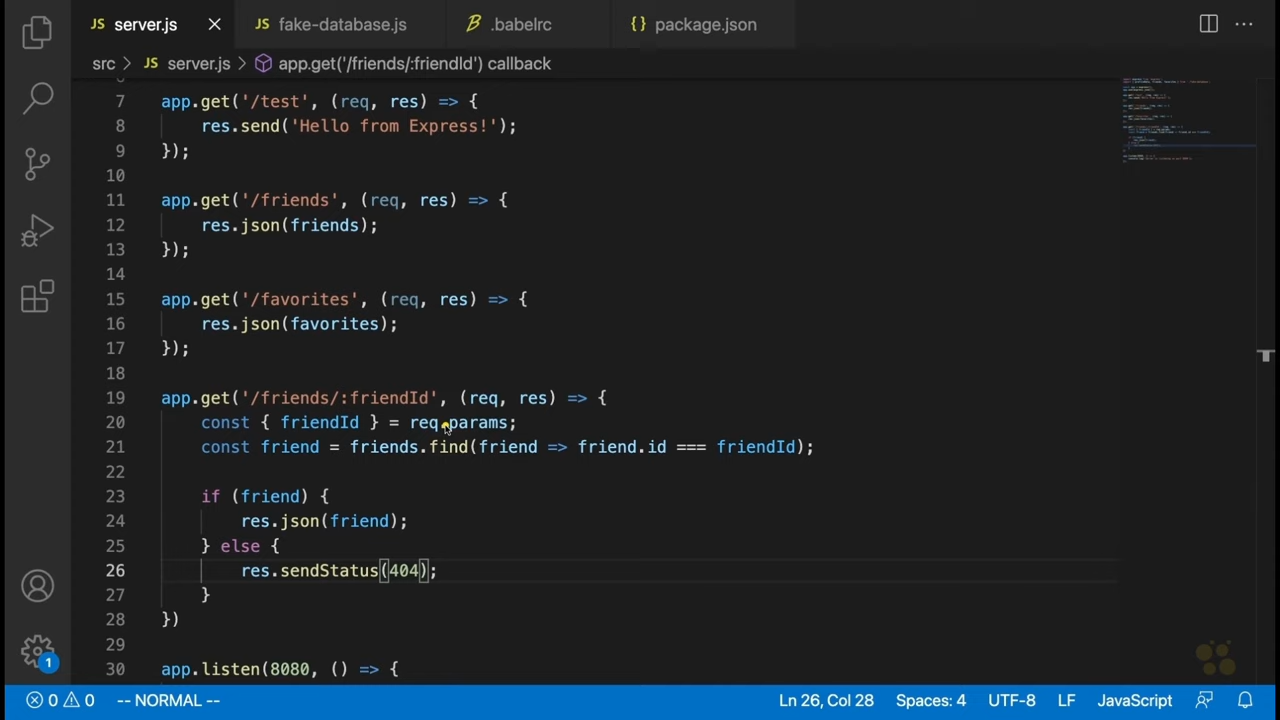 JS server.js × JS fake-database.js .babelrc {} package.json ···
src > JS server.js > app.get('/friends/:friendId') callback
7 app.get('/test', (req, res) => {
8 res.send('Hello from Express!');
9 });
10
11 app.get('/friends', (req, res) => {
12 res.json(friends);
13 });
14
15 app.get('/favorites', (req, res) => {
16 res.json(favorites);
17 });
18
19 app.get('/friends/:friendId', (req, res) => {
20 const { friendId } = req.params;
21 const friend = friends.find(friend => friend.id === friendId);
22
23 if (friend) {
24 res.json(friend);
25 } else {
26 res.sendStatus(404);
27 }
28 })
29
30 app.listen(8080, () => {
1
0 0 -- NORMAL -- Ln 26, Col 28 Spaces: 4 UTF-8 LF JavaScript